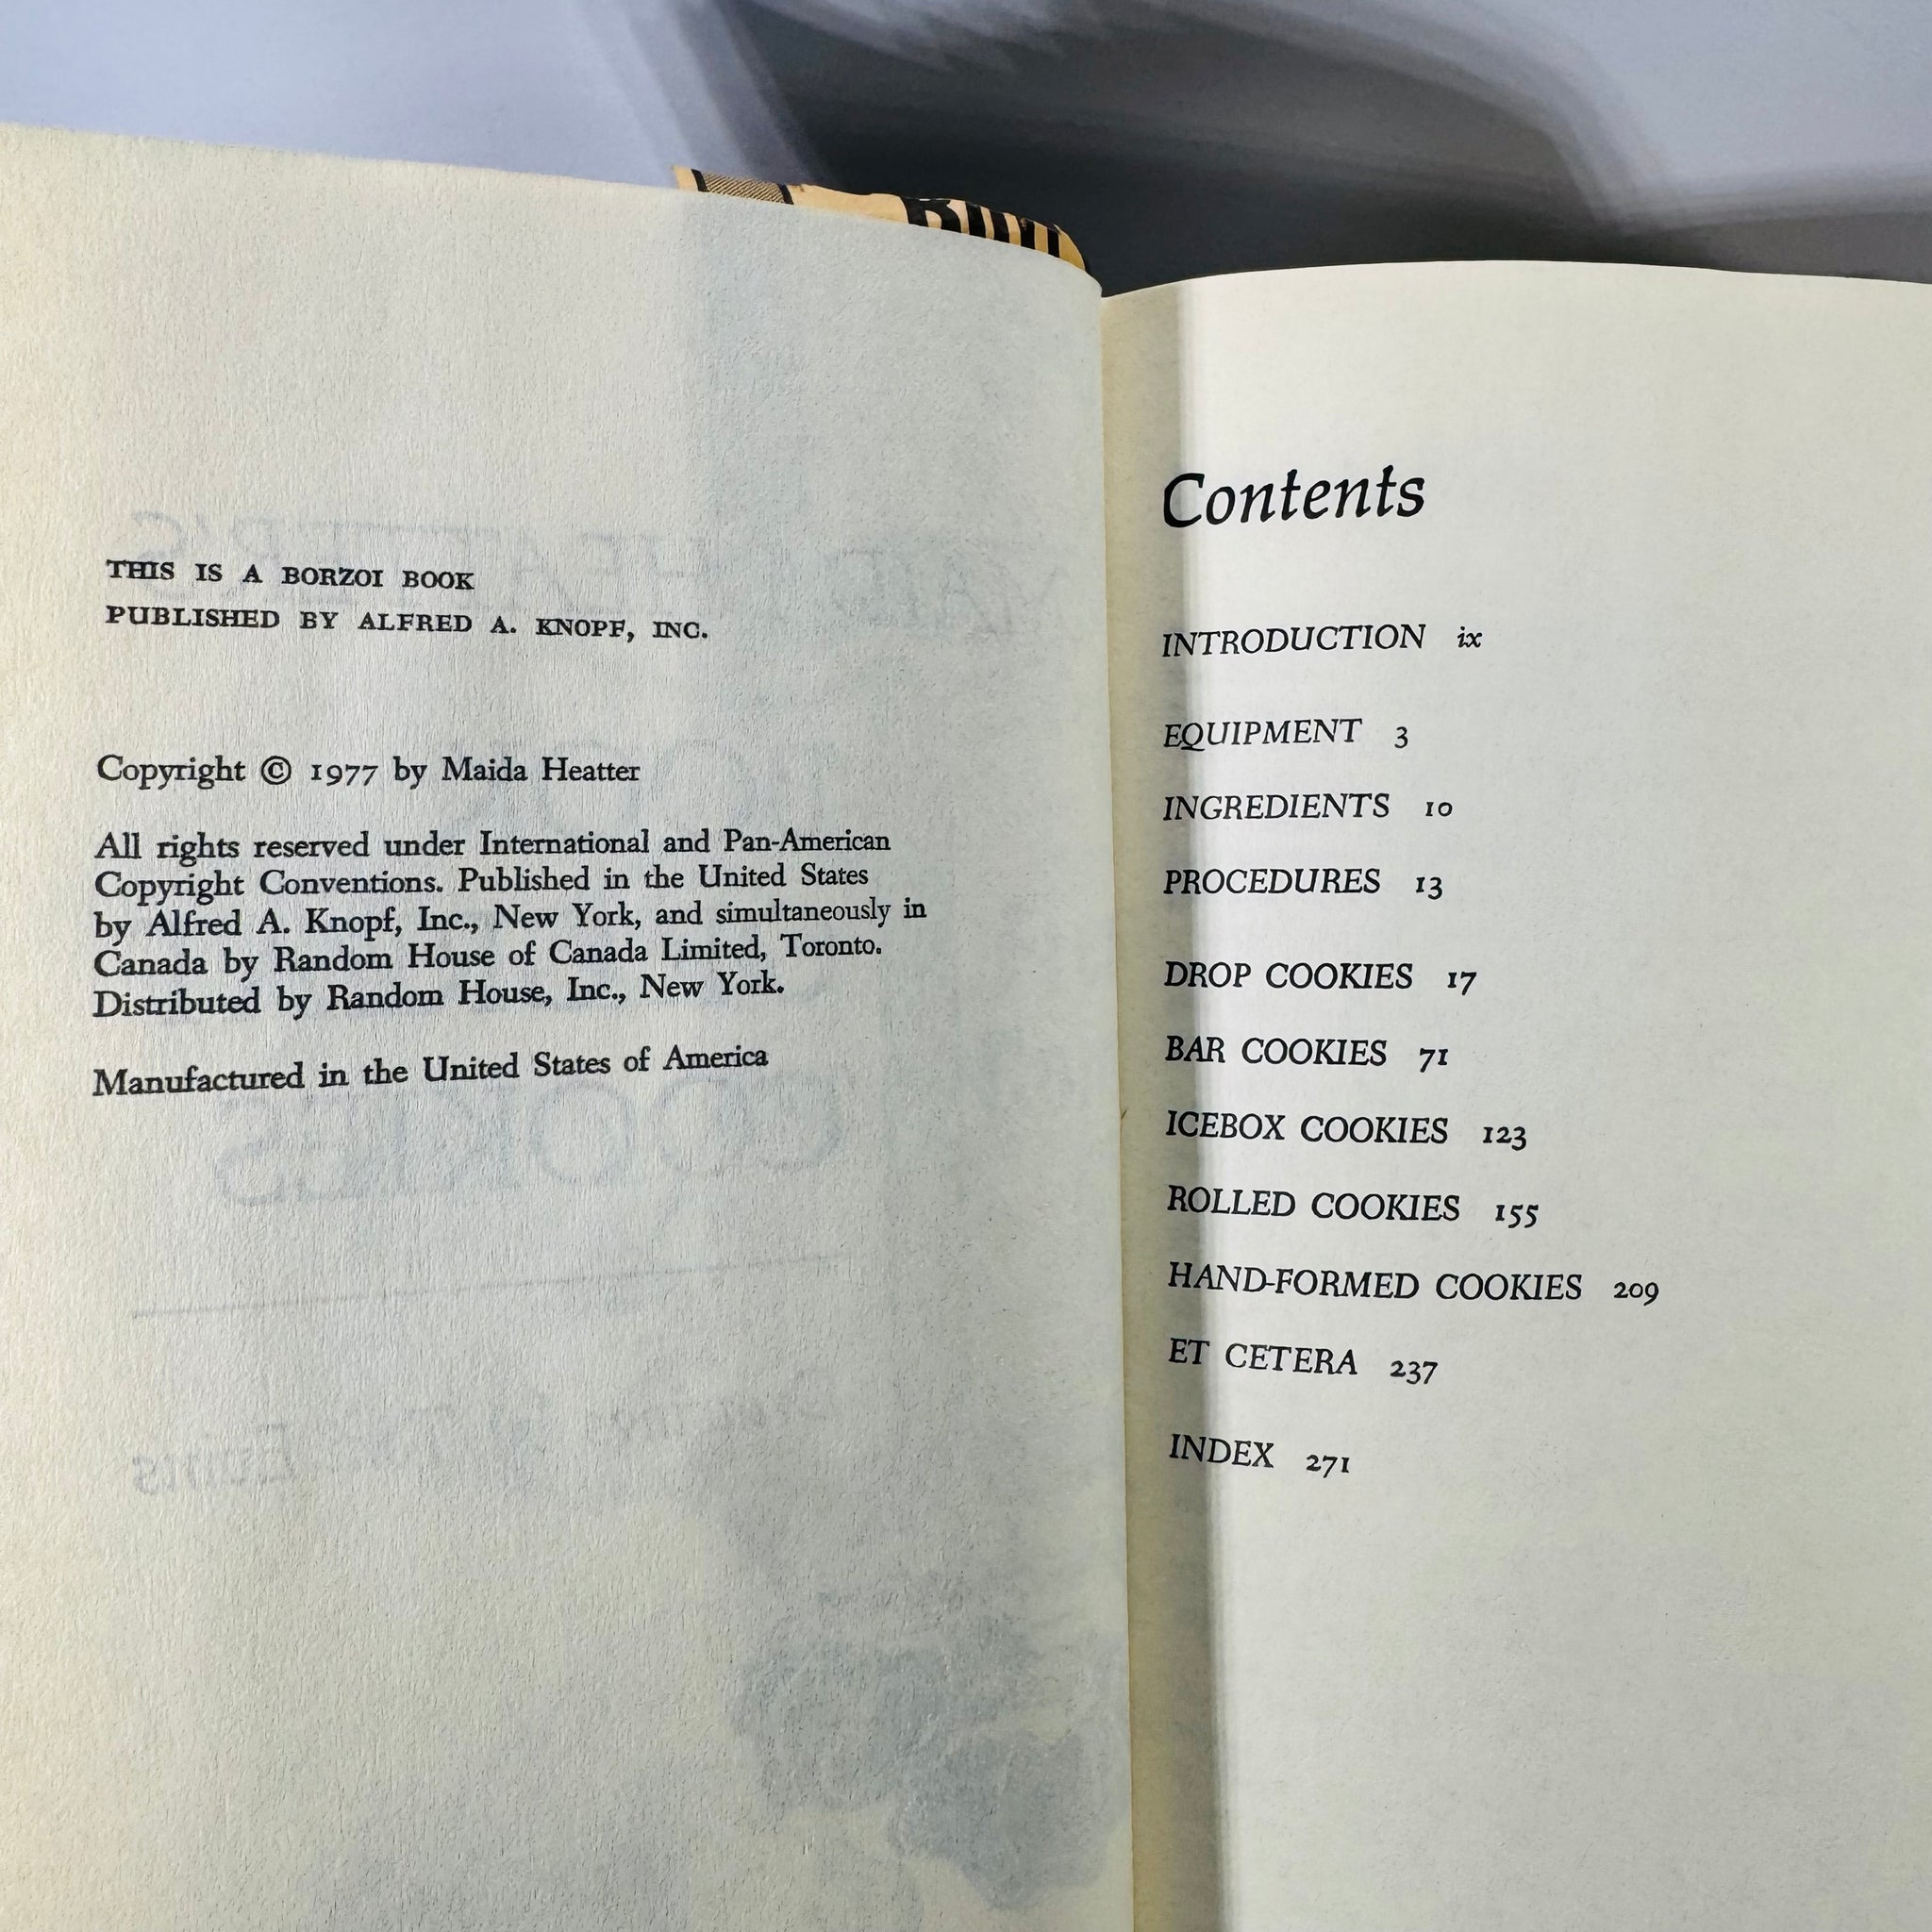 THIS IS A BORZOI BOOK
PUBLISHED BY ALFRED A. KNOPF, INC.
Copyright © 1977 by Maida Heatter
All rights reserved under International and Pan-American
Copyright Conventions. Published in the United States
by Alfred A. Knopf, Inc., New York, and simultaneously in
Canada by Random House of Canada Limited, Toronto.
Distributed by Random House, Inc., New York.
Manufactured in the United States of America
Contents
INTRODUCTION ix
EQUIPMENT 3
INGREDIENTS 10
PROCEDURES 13
DROP COOKIES 17
BAR COOKIES 71
ICEBOX COOKIES 123
ROLLED COOKIES 155
HAND-FORMED COOKIES 209
ET CETERA 237
INDEX 271